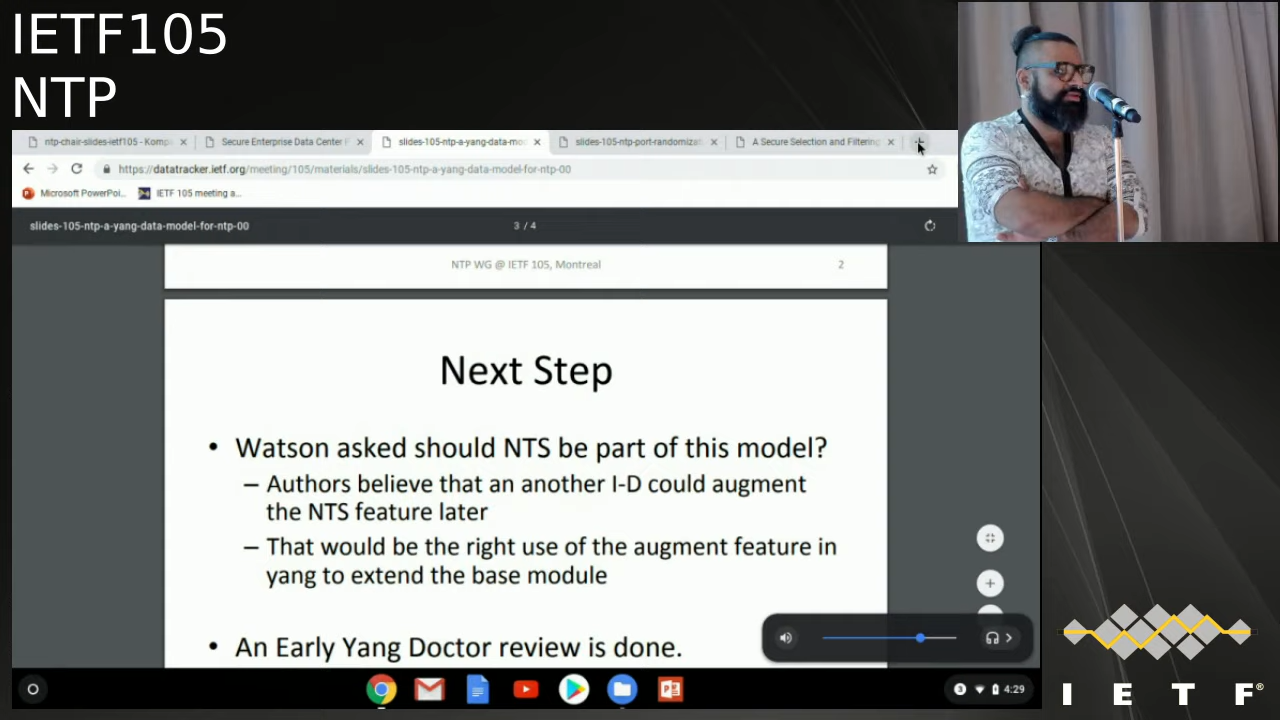 IETF105
NTP
ntp-chair-slides-ietf105 - Kompi
Secure Enterprise Data Center
slides-105-ntp-a-yang-data-mo
slides-105-ntp-port-randomizat
A Secure Selection and Filtering
https://datatracker.ietf.org/meeting/105/materials/slides-105-ntp-a-yang-data-model-for-ntp-00
Microsoft PowerPoi...
IETF 105 meeting a...
slides-105-ntp-a-yang-data-model-for-ntp-00
3 / 4
NTP WG @ IETF 105, Montreal
2
Next Step
• Watson asked should NTS be part of this model?
– Authors believe that an another I-D could augment
the NTS feature later
– That would be the right use of the augment feature in
yang to extend the base module
• An Early Yang Doctor review is done.
3
4:29
I E T F®